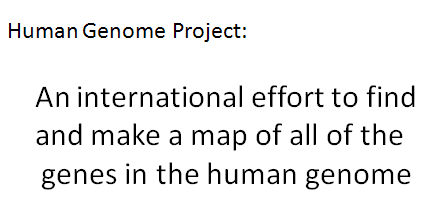 Human Genome Project:
An international effort to find
and make a map of all of the
genes in the human genome